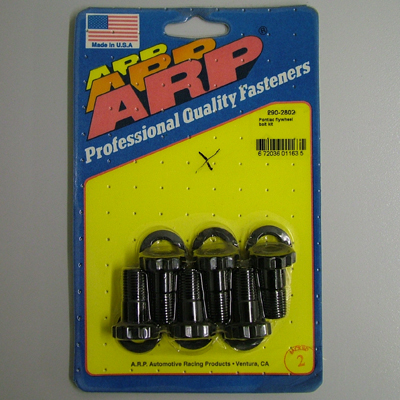 Made in U.S.A.
ARP
ARP
ARP
Professional Quality Fasteners
290-2802
Pontiac flywheel
bolt kit
6 72036 01163 5
A.R.P. Automotive Racing Products • Ventura, CA
2